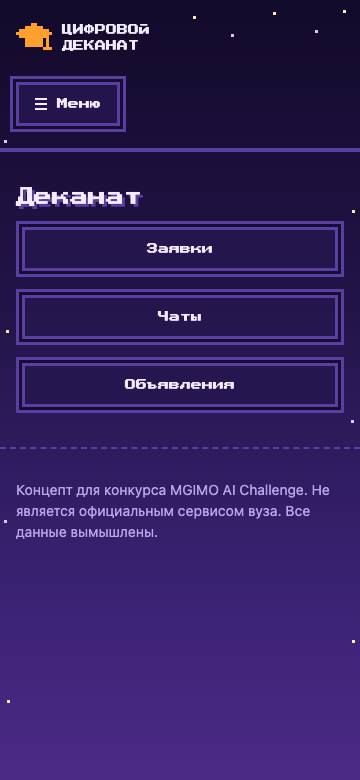 ЦИФРОВОЙ
ДЕКАНАТ
☰ Меню
Деканат
Заявки
Чаты
Объявления
Концепт для конкурса MGIMO AI Challenge. Не
является официальным сервисом вуза. Все
данные вымышлены.